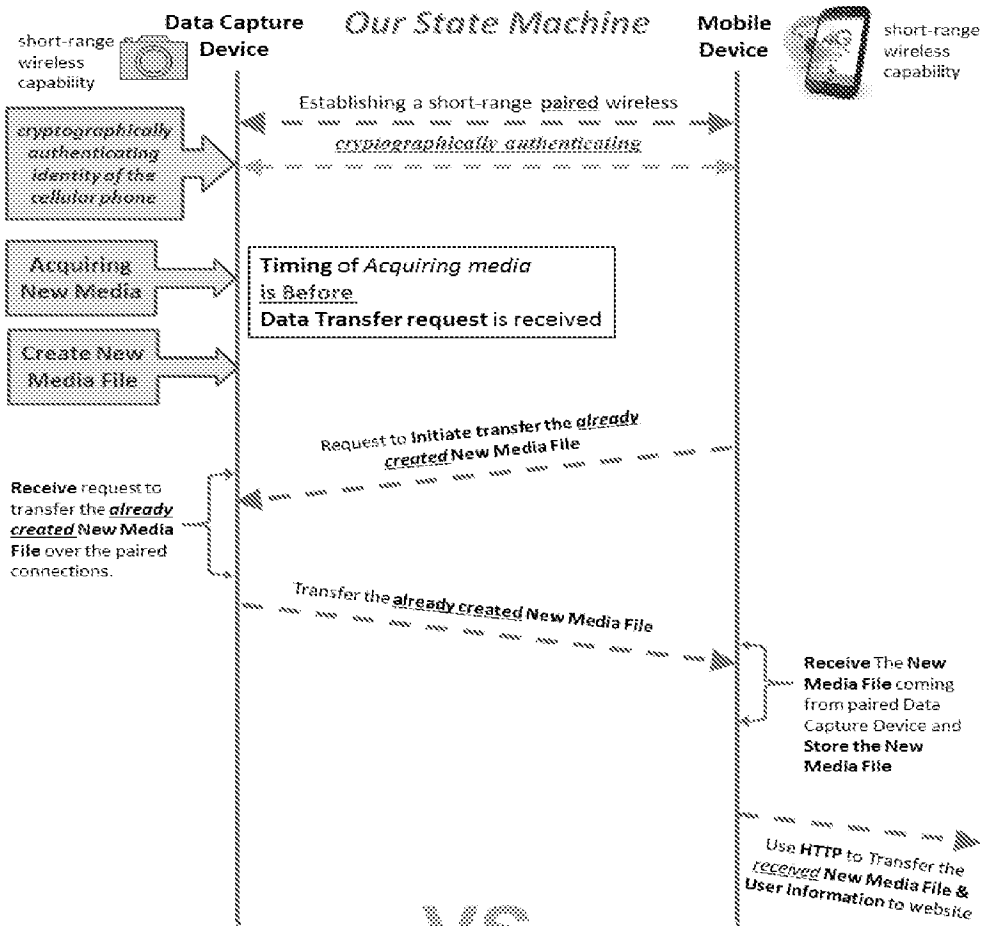 Our State Machine
Data Capture
Device
Mobile
Device
short-range
wireless
capability
short-range
wireless
capability
Establishing a short-range paired wireless
cryptographically authenticating
cryptographically
authenticating
identity of the
cellular phone
Acquiring
New Media
Timing of Acquiring media
is Before
Data Transfer request is received
Create New
Media File
Request to Initiate transfer the already
created New Media File
Receive request to
transfer the already
created New Media
File over the paired
connections.
Transfer the already created New Media File
Receive The New
Media File coming
from paired Data
Capture Device and
Store the New
Media File
Use HTTP to Transfer the
received New Media File &
User Information to website
VS